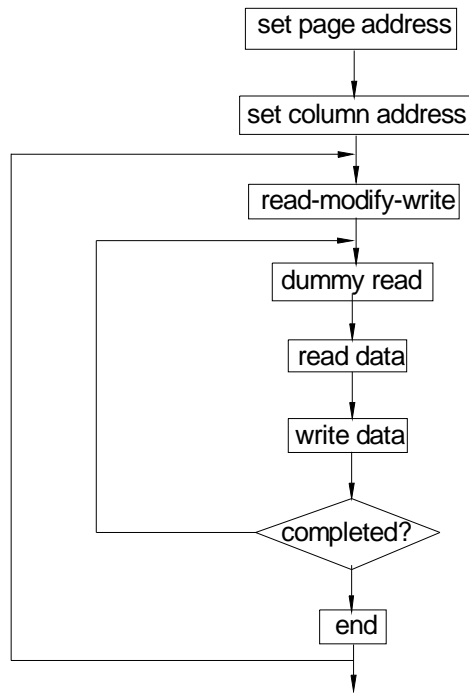 set page address
set column address
read-modify-write
dummy read
read data
write data
completed?
end